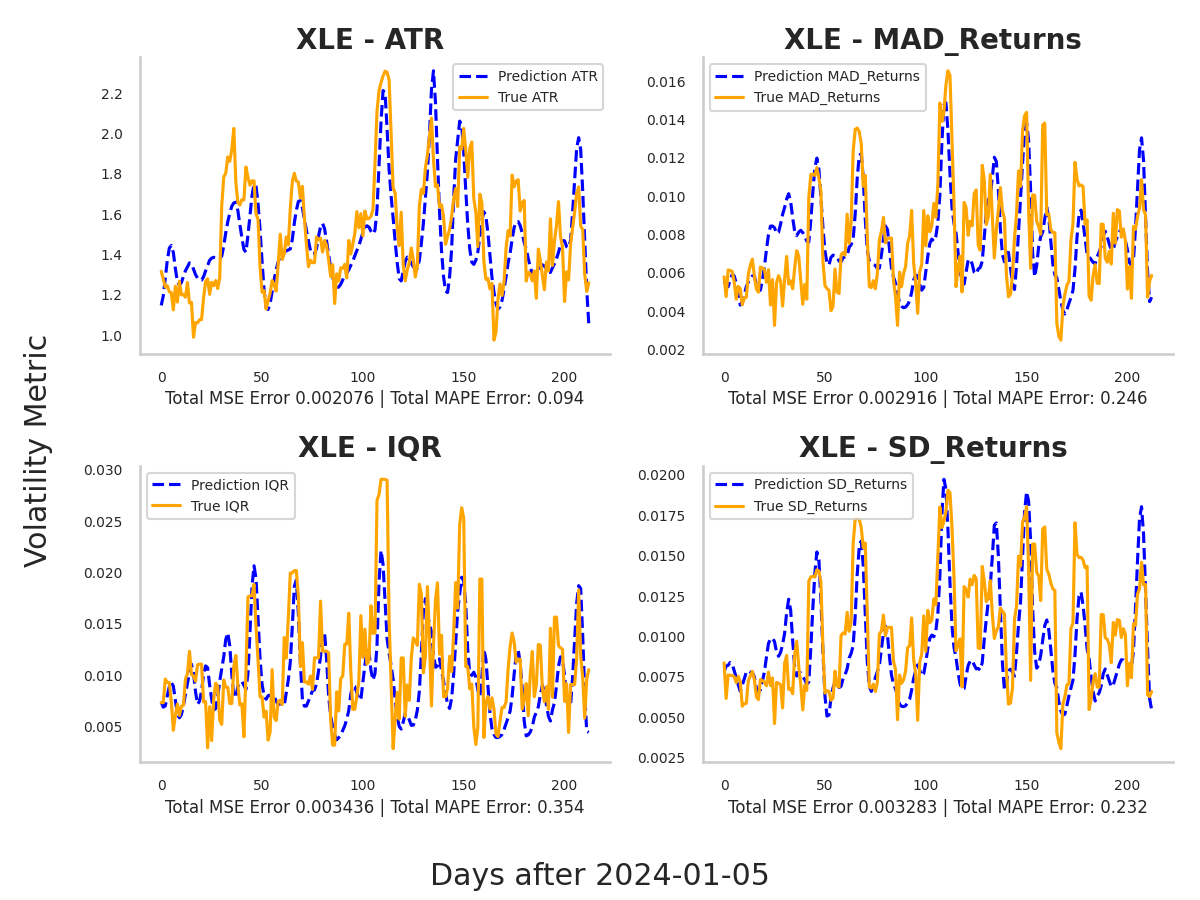 XLE - ATR
Prediction ATR
True ATR
2.2
2.0
1.8
1.6
1.4
1.2
1.0
0 50 100 150 200
Total MSE Error 0.002076 | Total MAPE Error: 0.094
XLE - MAD_Returns
Prediction MAD_Returns
True MAD_Returns
0.016
0.014
0.012
0.010
0.008
0.006
0.004
0.002
0 50 100 150 200
Total MSE Error 0.002916 | Total MAPE Error: 0.246
Volatility Metric
XLE - IQR
Prediction IQR
True IQR
0.030
0.025
0.020
0.015
0.010
0.005
0 50 100 150 200
Total MSE Error 0.003436 | Total MAPE Error: 0.354
XLE - SD_Returns
Prediction SD_Returns
True SD_Returns
0.0200
0.0175
0.0150
0.0125
0.0100
0.0075
0.0050
0.0025
0 50 100 150 200
Total MSE Error 0.003283 | Total MAPE Error: 0.232
Days after 2024-01-05